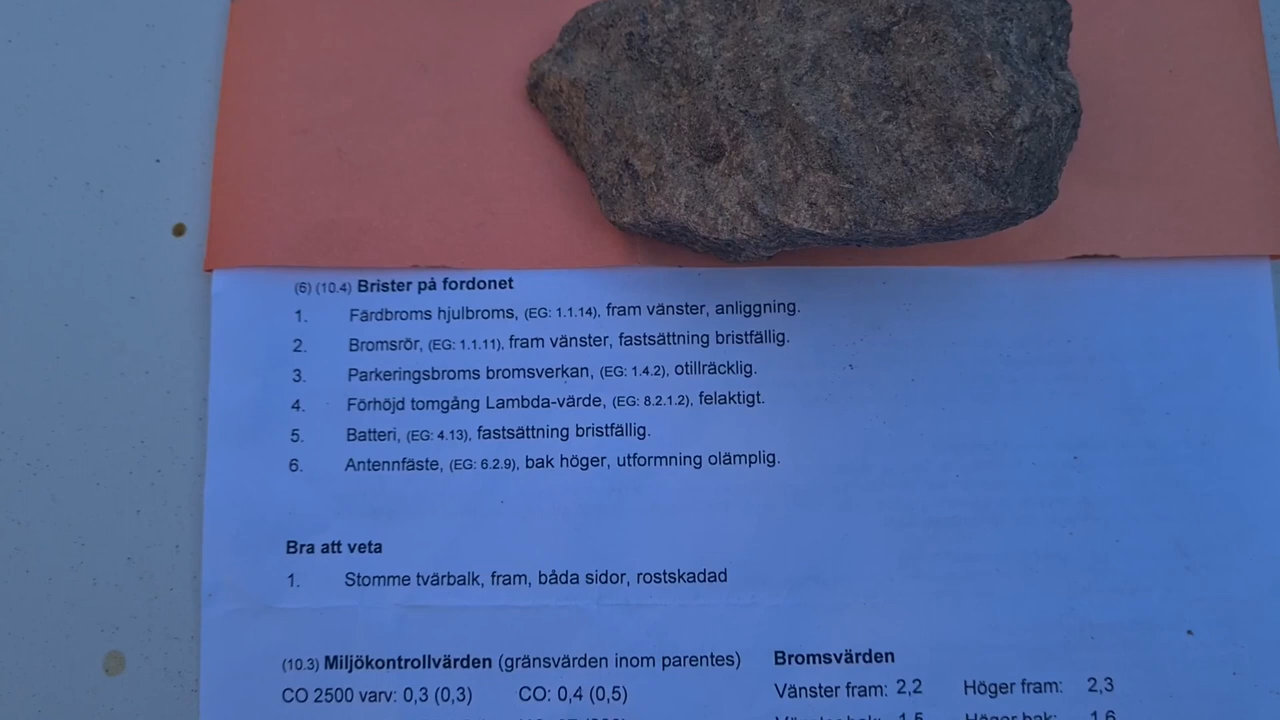 (6) (10.4) Brister på fordonet
1. Färdbroms hjulbroms, (EG: 1.1.14), fram vänster, anliggning.
2. Bromsrör, (EG: 1.1.11), fram vänster, fastsättning bristfällig.
3. Parkeringsbroms bromsverkan, (EG: 1.4.2), otillräcklig.
4. Förhöjd tomgång Lambda-värde, (EG: 8.2.1.2), felaktigt.
5. Batteri, (EG: 4.13), fastsättning bristfällig.
6. Antennfäste, (EG: 6.2.9), bak höger, utformning olämplig.
Bra att veta
1. Stomme tvärbalk, fram, båda sidor, rostskadad
(10.3) Miljökontrollvärden (gränsvärden inom parentes)
CO 2500 varv: 0,3 (0,3) CO: 0,4 (0,5)
Bromsvärden
Vänster fram: 2,2 Höger fram: 2,3
Höger bak: 1,6